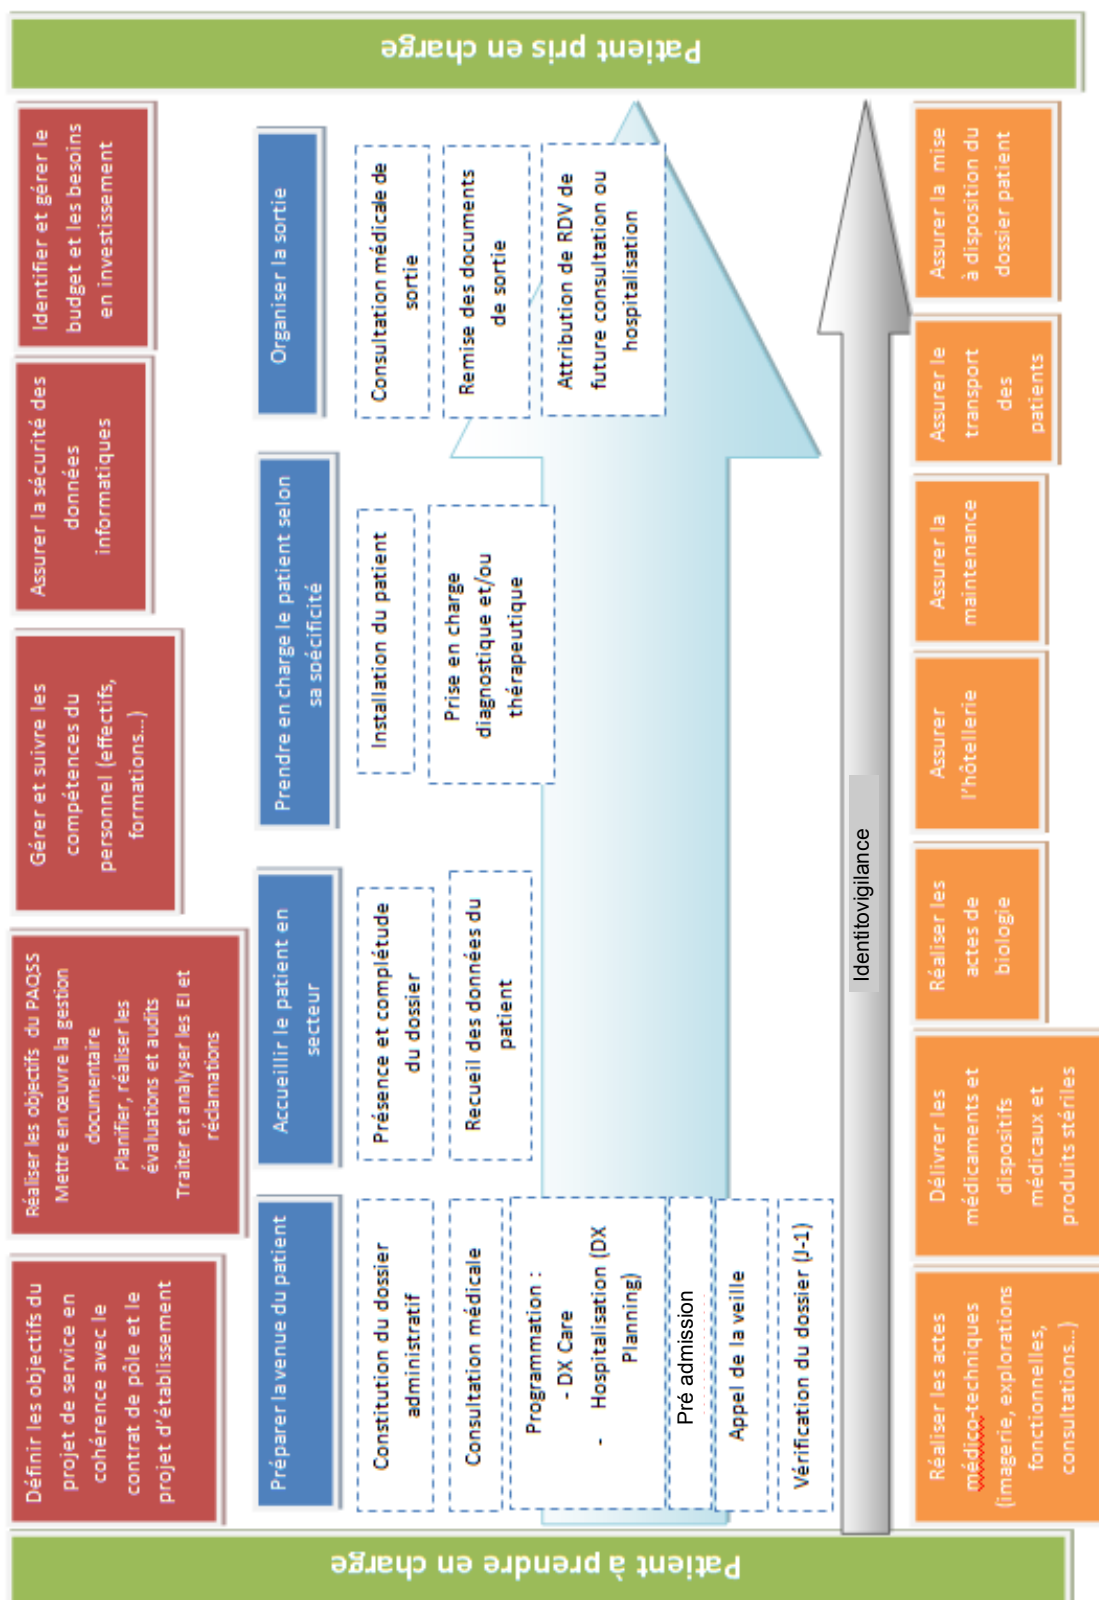 Patient à prendre en charge
Définir les objectifs du
projet de service en
cohérence avec le
contrat de pôle et le
projet d'établissement
Réaliser les objectifs du PAQSS
Mettre en œuvre la gestion
documentaire
Planifier, réaliser les
évaluations et audits
Traiter et analyser les EI et
réclamations
Gérer et suivre les
compétences du
personnel (effectifs,
formations...)
Assurer la sécurité des
données
informatiques
Identifier et gérer le
budget et les besoins
en investissement
Préparer la venue du patient
Constitution du dossier
administratif
Consultation médicale
Programmation :
- DX Care
- Hospitalisation (DX
Planning)
Pré admission
Appel de la veille
Vérification du dossier (J-1)
Accueillir le patient en
secteur
Présence et complétude
du dossier
Recueil des données du
patient
Prendre en charge le patient selon
sa spécificité
Installation du patient
Prise en charge
diagnostique et/ou
thérapeutique
Organiser la sortie
Consultation médicale de
sortie
Remise des documents
de sortie
Attribution de RDV de
future consultation ou
hospitalisation
Identitovigilance
Réaliser les actes
médico-techniques
(imagerie, explorations
fonctionnelles,
consultations...)
Délivrer les
médicaments et
dispositifs
médicaux et
produits stériles
Réaliser les
actes de
biologie
Assurer
l'hôtellerie
Assurer la
maintenance
Assurer le
transport
des
patients
Assurer la mise
à disposition du
dossier patient
Patient pris en charge